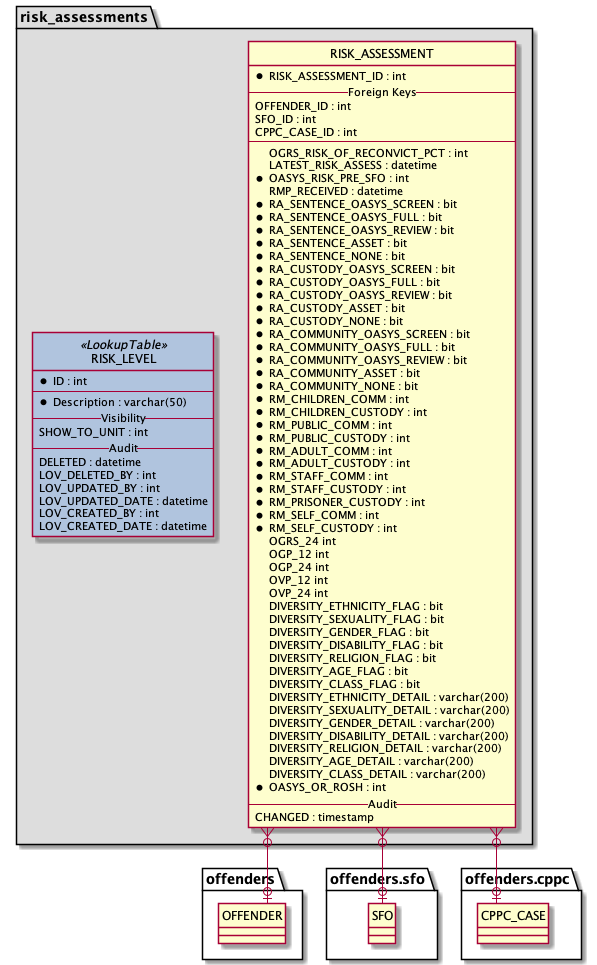 risk_assessments
RISK_ASSESSMENT
RISK_ASSESSMENT_ID : int
Foreign Keys
OFFENDER_ID : int
SFO_ID : int
CPPC_CASE_ID : int
OGRS_RISK_OF_RECONVICT_PCT : int
LATEST_RISK_ASSESS : datetime
OASYS_RISK_PRE_SFO : int
RMP_RECEIVED : datetime
RA_SENTENCE_OASYS_SCREEN : bit
RA_SENTENCE_OASYS_FULL : bit
RA_SENTENCE_OASYS_REVIEW : bit
RA_SENTENCE_ASSET : bit
RA_SENTENCE_NONE : bit
RA_CUSTODY_OASYS_SCREEN : bit
RA_CUSTODY_OASYS_FULL : bit
RA_CUSTODY_OASYS_REVIEW : bit
RA_CUSTODY_ASSET : bit
RA_CUSTODY_NONE : bit
RA_COMMUNITY_OASYS_SCREEN : bit
RA_COMMUNITY_OASYS_FULL : bit
RA_COMMUNITY_OASYS_REVIEW : bit
RA_COMMUNITY_ASSET : bit
RA_COMMUNITY_NONE : bit
RM_CHILDREN_COMM : int
RM_CHILDREN_CUSTODY : int
RM_PUBLIC_COMM : int
RM_PUBLIC_CUSTODY : int
RM_ADULT_COMM : int
RM_ADULT_CUSTODY : int
RM_STAFF_COMM : int
RM_STAFF_CUSTODY : int
RM_PRISONER_CUSTODY : int
RM_SELF_COMM : int
RM_SELF_CUSTODY : int
OGRS_24 int
OGP_12 int
OGP_24 int
OVP_12 int
OVP_24 int
DIVERSITY_ETHNICITY_FLAG : bit
DIVERSITY_SEXUALITY_FLAG : bit
DIVERSITY_GENDER_FLAG : bit
DIVERSITY_DISABILITY_FLAG : bit
DIVERSITY_RELIGION_FLAG : bit
DIVERSITY_AGE_FLAG : bit
DIVERSITY_CLASS_FLAG : bit
DIVERSITY_ETHNICITY_DETAIL : varchar(200)
DIVERSITY_SEXUALITY_DETAIL : varchar(200)
DIVERSITY_GENDER_DETAIL : varchar(200)
DIVERSITY_DISABILITY_DETAIL : varchar(200)
DIVERSITY_RELIGION_DETAIL : varchar(200)
DIVERSITY_AGE_DETAIL : varchar(200)
DIVERSITY_CLASS_DETAIL : varchar(200)
OASYS_OR_ROSH : int
Audit
CHANGED : timestamp
«LookupTable»
RISK_LEVEL
ID : int
Description : varchar(50)
Visibility
SHOW_TO_UNIT : int
Audit
DELETED : datetime
LOV_DELETED_BY : int
LOV_UPDATED_BY : int
LOV_UPDATED_DATE : datetime
LOV_CREATED_BY : int
LOV_CREATED_DATE : datetime
offenders
OFFENDER
offenders.sfo
SFO
offenders.cppc
CPPC_CASE